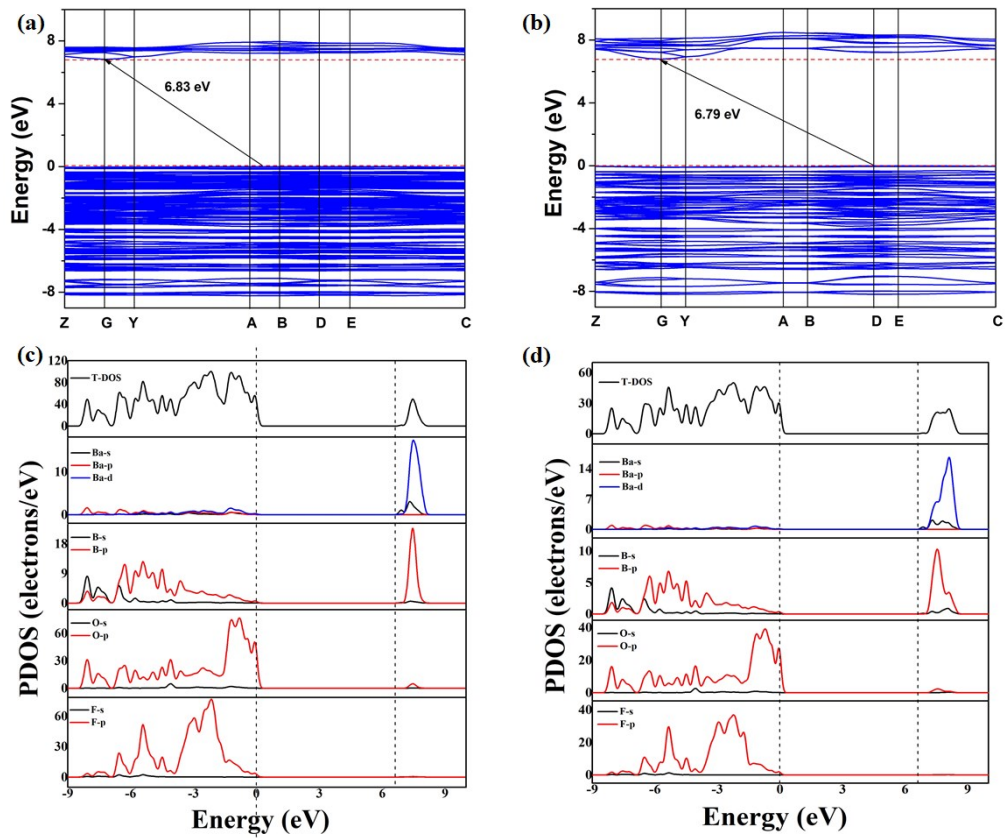 (a)
8
4
0
-4
-8
Energy (eV)
6.83 eV
Z G Y A B D E C
(b)
8
4
0
-4
-8
Energy (eV)
6.79 eV
Z G Y A B D E C
(c)
120
80
40
0
T-DOS
10
0
Ba-s
Ba-p
Ba-d
18
9
0
B-s
B-p
60
30
0
O-s
O-p
60
30
0
F-s
F-p
PDOS (electrons/eV)
-9 -6 -3 0 3 6 9
Energy (eV)
(d)
60
30
0
T-DOS
14
7
0
Ba-s
Ba-p
Ba-d
10
5
0
B-s
B-p
40
20
0
O-s
O-p
40
20
0
F-s
F-p
PDOS (electrons/eV)
-9 -6 -3 0 3 6 9
Energy (eV)